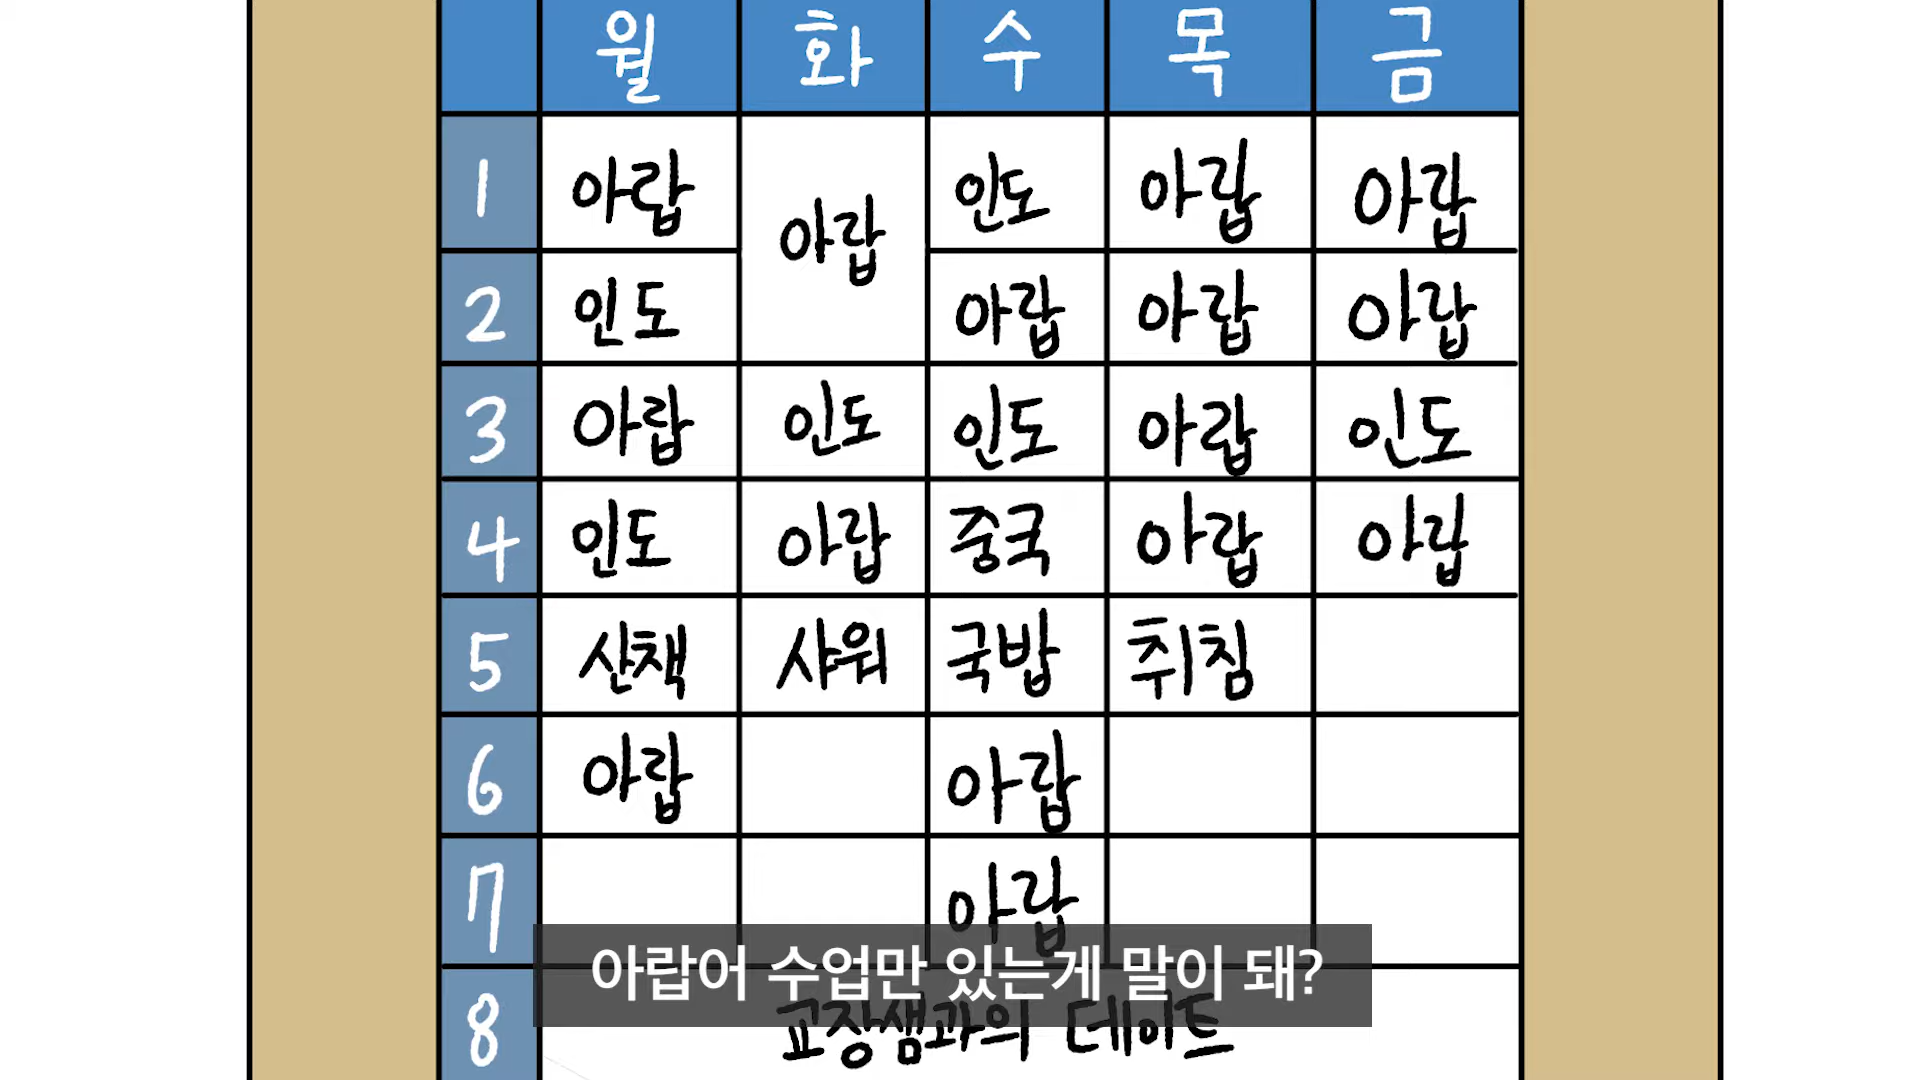 월 화 수 목 금
1 아랍 아랍 인도 아랍 아랍
2 인도 아랍 아랍 아랍
3 아랍 인도 인도 아랍 인도
4 인도 아랍 중국 아랍 아랍
5 산책 샤워 국밥 취침
6 아랍 아랍
7 아랍
아랍어 수업만 있는게 말이 돼?
8 교장쌤과의 데이트